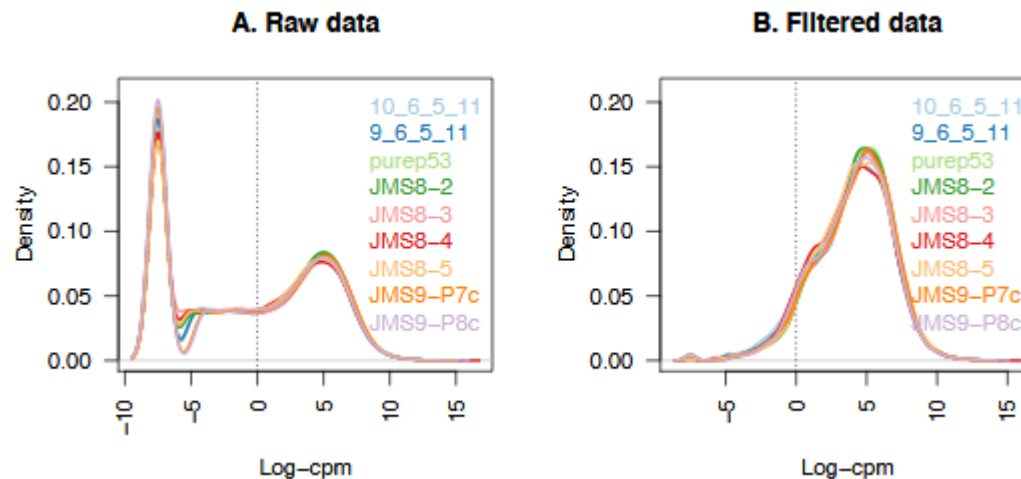 A. Raw data
Density
0.20
0.15
0.10
0.05
0.00
10_6_5_11
9_6_5_11
purep53
JMS8-2
JMS8-3
JMS8-4
JMS8-5
JMS9-P7c
JMS9-P8c
-10
-5
0
5
10
15
Log-cpm
B. Filtered data
Density
0.20
0.15
0.10
0.05
0.00
10_6_5_11
9_6_5_11
purep53
JMS8-2
JMS8-3
JMS8-4
JMS8-5
JMS9-P7c
JMS9-P8c
-5
0
5
10
15
Log-cpm